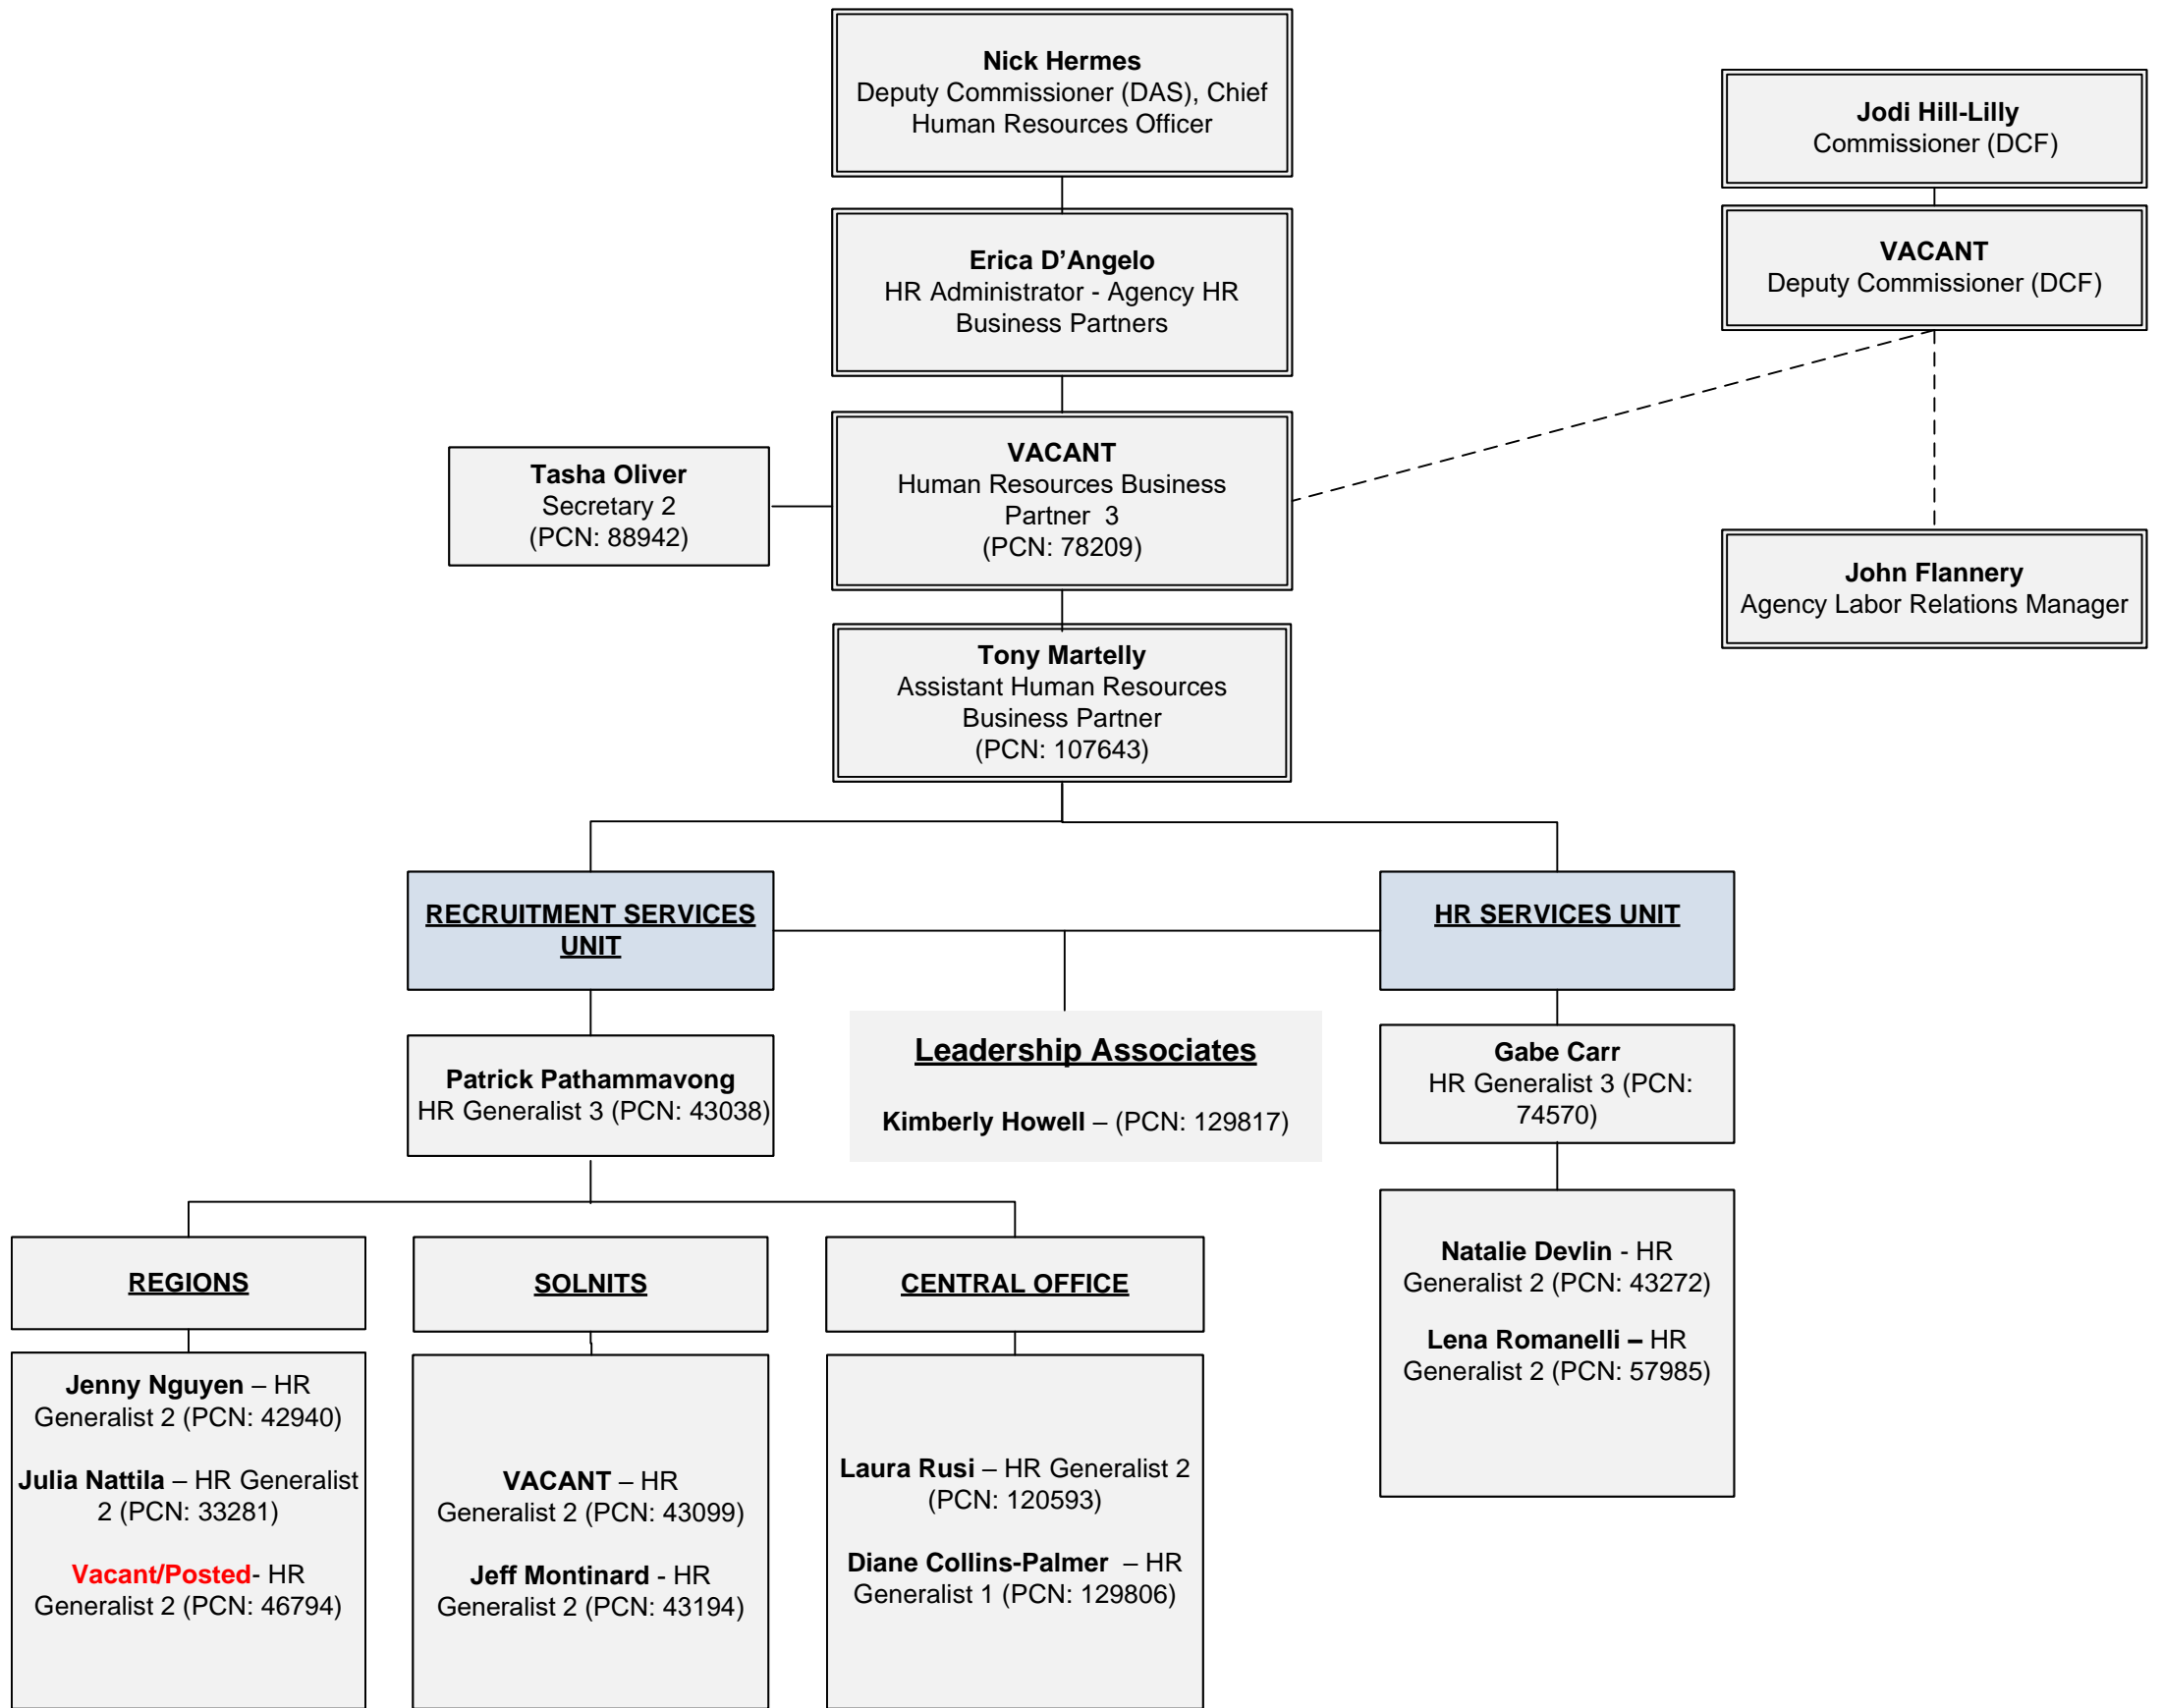 Nick Hermes
Deputy Commissioner (DAS), Chief
Human Resources Officer
Jodi Hill-Lilly
Commissioner (DCF)
Erica D’Angelo
HR Administrator - Agency HR
Business Partners
VACANT
Deputy Commissioner (DCF)
Tasha Oliver
Secretary 2
(PCN: 88942)
VACANT
Human Resources Business
Partner  3
(PCN: 78209)
John Flannery
Agency Labor Relations Manager
Tony Martelly
Assistant Human Resources
Business Partner
(PCN: 107643)
RECRUITMENT SERVICES
UNIT
HR SERVICES UNIT
Patrick Pathammavong
HR Generalist 3 (PCN: 43038)
Leadership Associates
Kimberly Howell – (PCN: 129817)
Gabe Carr
HR Generalist 3 (PCN:
74570)
REGIONS
Jenny Nguyen – HR
Generalist 2 (PCN: 42940)
Julia Nattila – HR Generalist
2 (PCN: 33281)
Vacant/Posted- HR
Generalist 2 (PCN: 46794)
SOLNITS
VACANT – HR
Generalist 2 (PCN: 43099)
Jeff Montinard - HR
Generalist 2 (PCN: 43194)
CENTRAL OFFICE
Laura Rusi – HR Generalist 2
(PCN: 120593)
Diane Collins-Palmer  – HR
Generalist 1 (PCN: 129806)
Natalie Devlin - HR
Generalist 2 (PCN: 43272)
Lena Romanelli – HR
Generalist 2 (PCN: 57985)